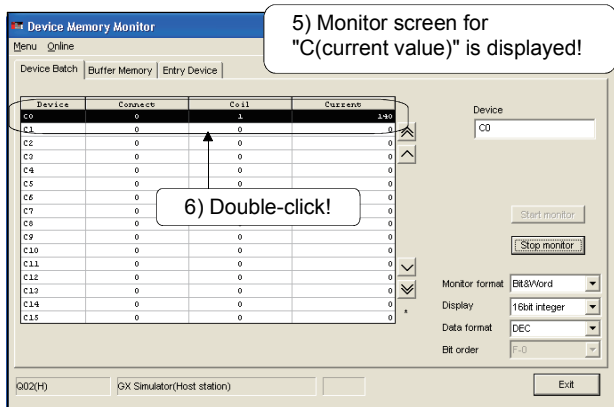 Device Memory Monitor
5) Monitor screen for
"C(current value)" is displayed!
Menu Online
Device Batch Buffer Memory Entry Device
Device Connect Coil Current
C0 0 1 140
C1 0 0 0
C2 0 0 0
C3 0 0 0
C4 0 0 0
C5 0 0 0
C6 0 0
C7 0 0
C8 0 0
C9 0 0 0
C10 0 0 0
C11 0 0 0
C12 0 0 0
C13 0 0 0
C14 0 0 0
C15 0 0 0
6) Double-click!
Device
C0
Start monitor
Stop monitor
Monitor format Bit&Word
Display 16bit integer
Data format DEC
Bit order F-0
Q02(H) GX Simulator(Host station)
Exit